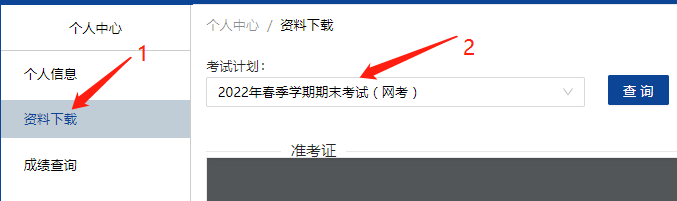 个人中心
个人信息
资料下载
成绩查询
1
个人中心 / 资料下载
2
考试计划：
2022年春季学期期末考试（网考）
查 询
准考证